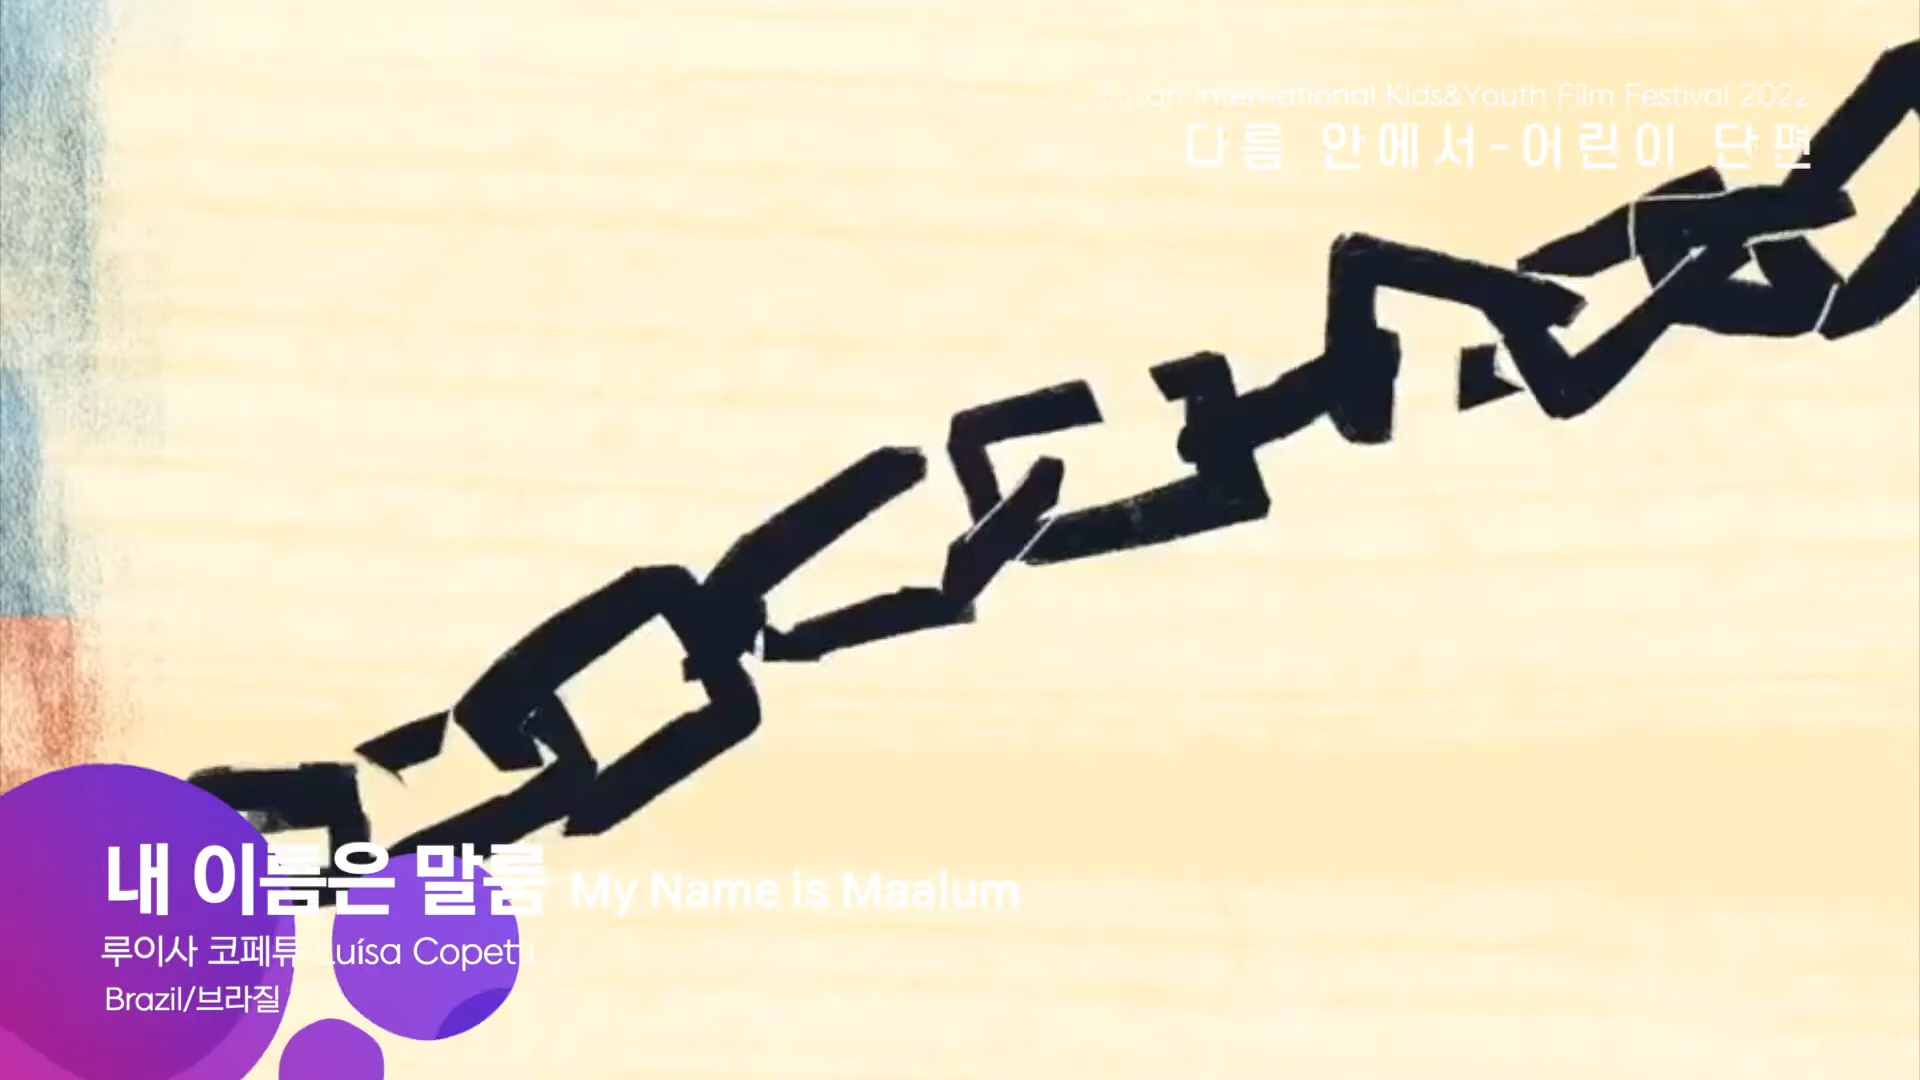 International Kids&Youth Film Festival 2022
다름 안에서-어린이 단편
내 이름은 말룸 My Name is Maalum
루이사 코페튜 Luísa Copetti
Brazil/브라질